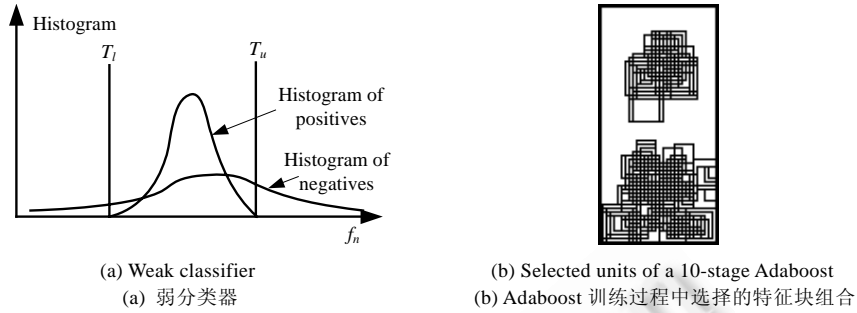 Histogram
T_l
T_u
Histogram of
positives
Histogram of
negatives
f_n
(a) Weak classifier
(a) 弱分类器
(b) Selected units of a 10-stage Adaboost
(b) Adaboost 训练过程中选择的特征块组合